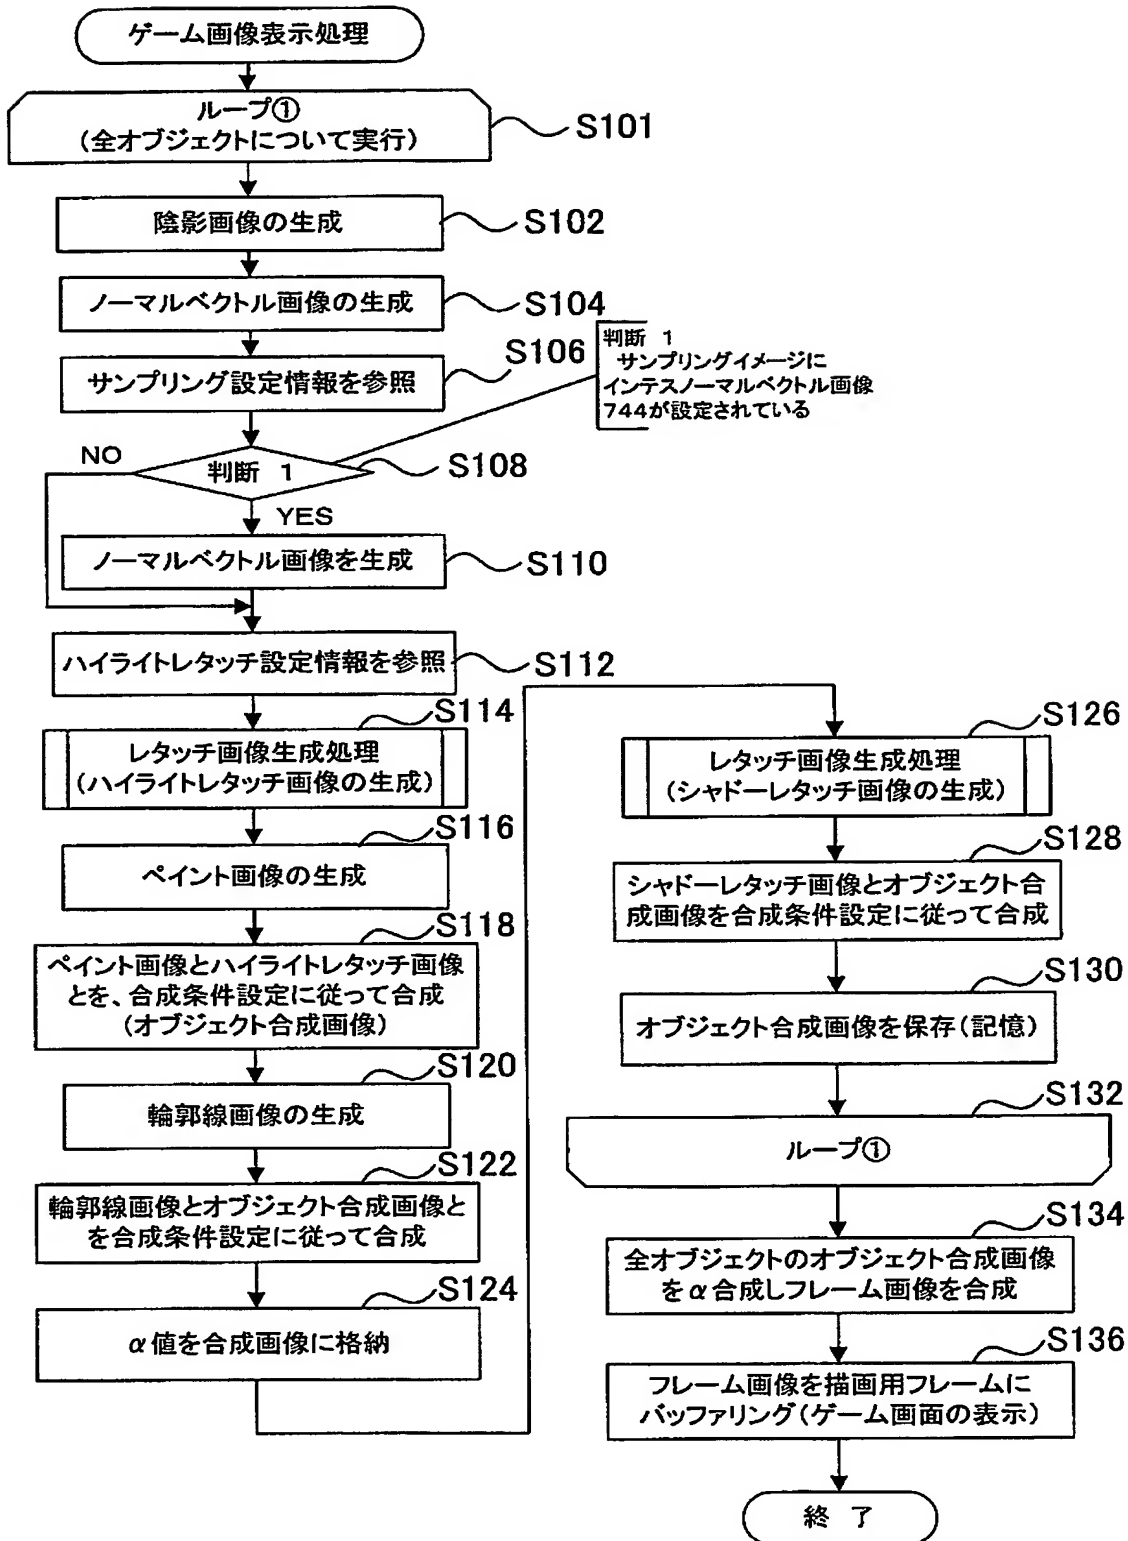 ゲーム画像表示処理
ループ①
(全オブジェクトについて実行)
S101
陰影画像の生成
S102
ノーマルベクトル画像の生成
S104
サンプリング設定情報を参照
S106
判断 1
サンプリングイメージに
インテスノーマルベクトル画像
744が設定されている
NO
判断 1
S108
YES
ノーマルベクトル画像を生成
S110
ハイライトレタッチ設定情報を参照
S112
S114
レタッチ画像生成処理
(ハイライトレタッチ画像の生成)
S116
ペイント画像の生成
S118
ペイント画像とハイライトレタッチ画像
とを、合成条件設定に従って合成
(オブジェクト合成画像)
S120
輪郭線画像の生成
S122
輪郭線画像とオブジェクト合成画像と
を合成条件設定に従って合成
S124
α値を合成画像に格納
S126
レタッチ画像生成処理
(シャドーレタッチ画像の生成)
S128
シャドーレタッチ画像とオブジェクト合
成画像を合成条件設定に従って合成
S130
オブジェクト合成画像を保存(記憶)
S132
ループ①
S134
全オブジェクトのオブジェクト合成画像
をα合成しフレーム画像を合成
S136
フレーム画像を描画用フレームに
バッファリング(ゲーム画面の表示)
終 了